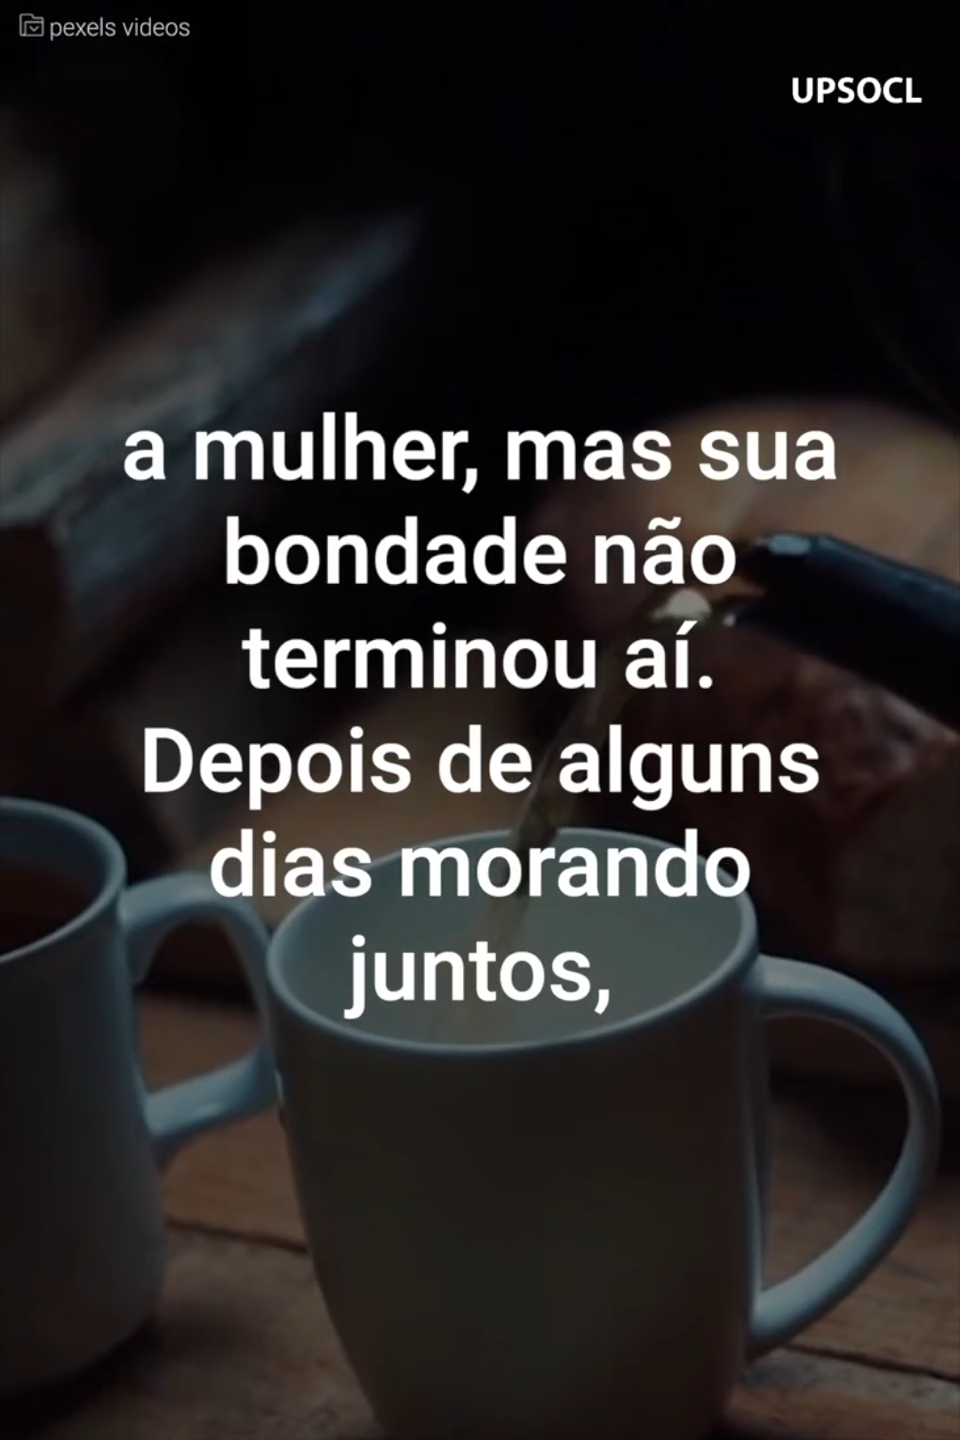 pexels videos
UPSOCL
a mulher, mas sua
bondade não
terminou aí.
Depois de alguns
dias morando
juntos,